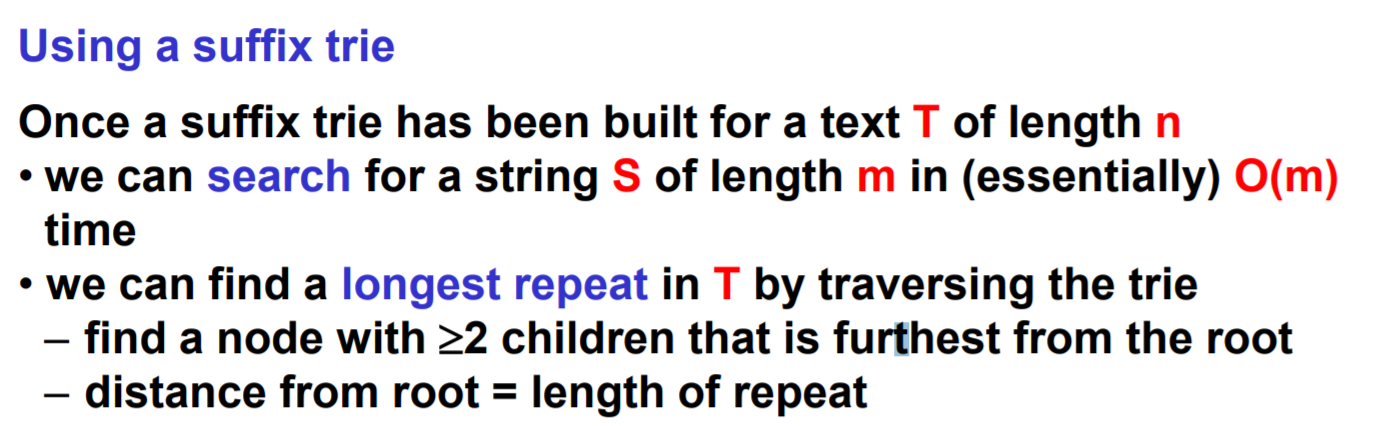 Using a suffix trie
Once a suffix trie has been built for a text T of length n
• we can search for a string S of length m in (essentially) O(m)
time
• we can find a longest repeat in T by traversing the trie
– find a node with ≥2 children that is furthest from the root
– distance from root = length of repeat